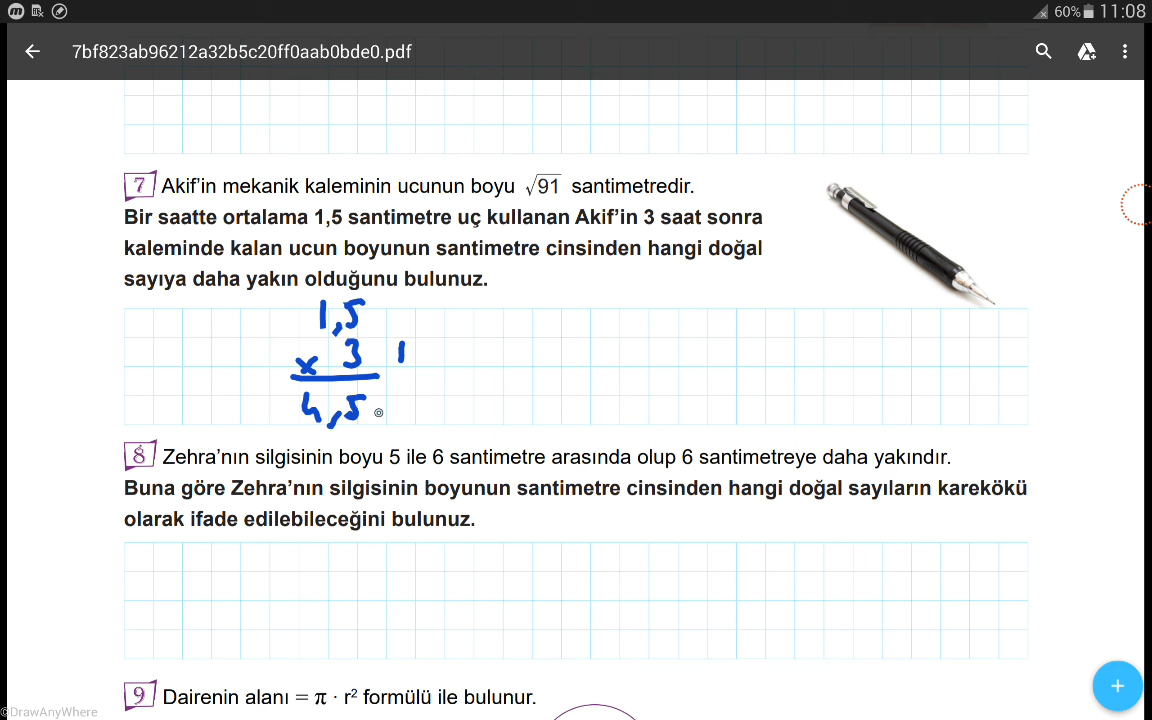 60% 11:08
7bf823ab96212a32b5c20ff0aab0bde0.pdf
7 Akif’in mekanik kaleminin ucunun boyu √91 santimetredir.
Bir saatte ortalama 1,5 santimetre uç kullanan Akif’in 3 saat sonra
kaleminde kalan ucun boyunun santimetre cinsinden hangi doğal
sayıya daha yakın olduğunu bulunuz.
1,5
x 3 1
4,5
8 Zehra’nın silgisinin boyu 5 ile 6 santimetre arasında olup 6 santimetreye daha yakındır.
Buna göre Zehra’nın silgisinin boyunun santimetre cinsinden hangi doğal sayıların karekökü
olarak ifade edilebileceğini bulunuz.
9 Dairenin alanı = π · r² formülü ile bulunur.
©DrawAnyWhere